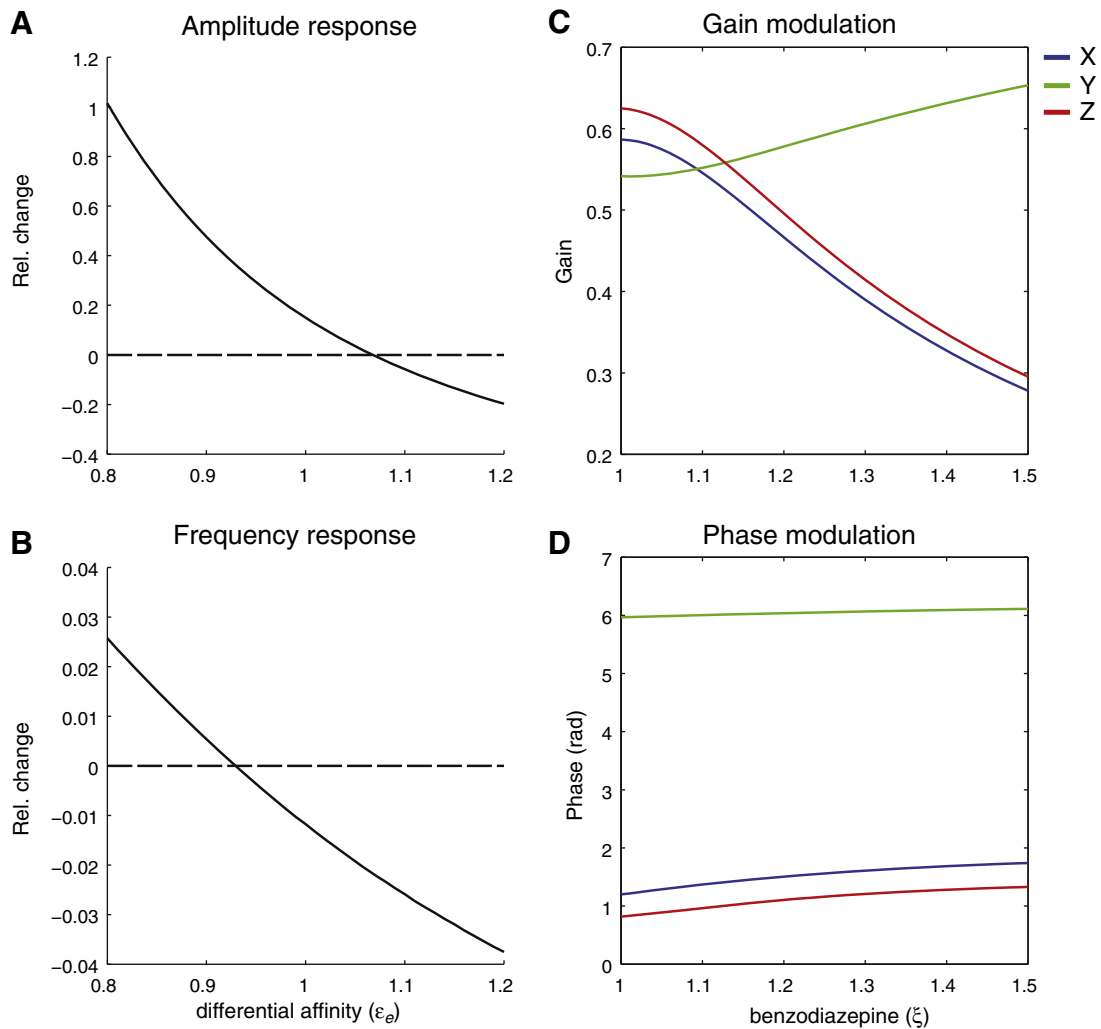 A
Amplitude response
1.2
1
0.8
0.6
0.4
0.2
0
−0.2
−0.4
Rel. change
0.8 0.9 1 1.1 1.2
B
Frequency response
0.04
0.03
0.02
0.01
0
−0.01
−0.02
−0.03
−0.04
Rel. change
0.8 0.9 1 1.1 1.2
differential affinity (εe)
C
Gain modulation
0.7
0.6
0.5
0.4
0.3
0.2
Gain
1 1.1 1.2 1.3 1.4 1.5
X
Y
Z
D
Phase modulation
7
6
5
4
3
2
1
0
Phase (rad)
1 1.1 1.2 1.3 1.4 1.5
benzodiazepine (ξ)